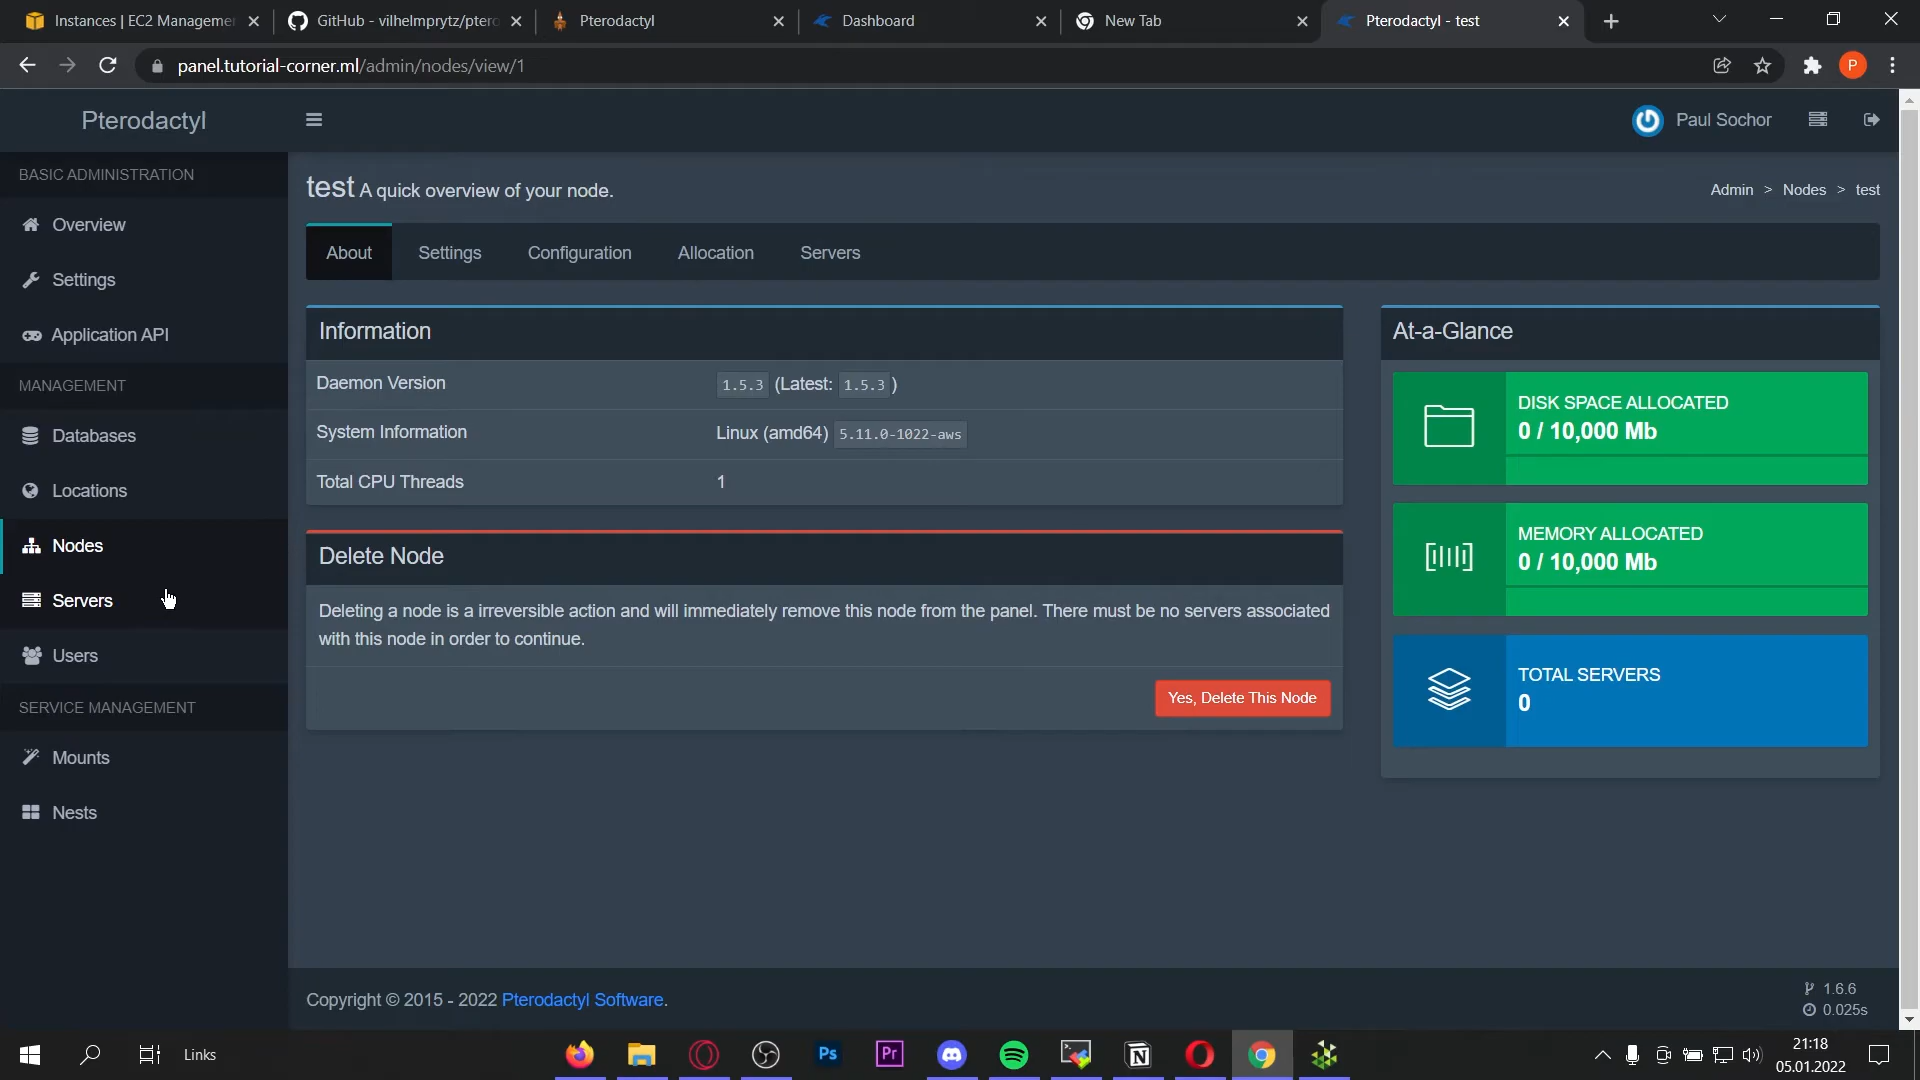 Instances | EC2 Managemer
GitHub - vilhelmprytz/ptero
Pterodactyl
Dashboard
New Tab
Pterodactyl - test
panel.tutorial-corner.ml/admin/nodes/view/1
P
Pterodactyl
Paul Sochor
BASIC ADMINISTRATION
Overview
Settings
Application API
MANAGEMENT
Databases
Locations
Nodes
Servers
Users
SERVICE MANAGEMENT
Mounts
Nests
test A quick overview of your node.
Admin > Nodes > test
About
Settings
Configuration
Allocation
Servers
Information
Daemon Version 1.5.3 (Latest: 1.5.3 )
System Information Linux (amd64) 5.11.0-1022-aws
Total CPU Threads 1
Delete Node
Deleting a node is a irreversible action and will immediately remove this node from the panel. There must be no servers associated
with this node in order to continue.
Yes, Delete This Node
At-a-Glance
DISK SPACE ALLOCATED
0 / 10,000 Mb
MEMORY ALLOCATED
0 / 10,000 Mb
TOTAL SERVERS
0
Copyright © 2015 - 2022 Pterodactyl Software.
1.6.6
0.025s
Links
Ps
Pr
21:18
05.01.2022